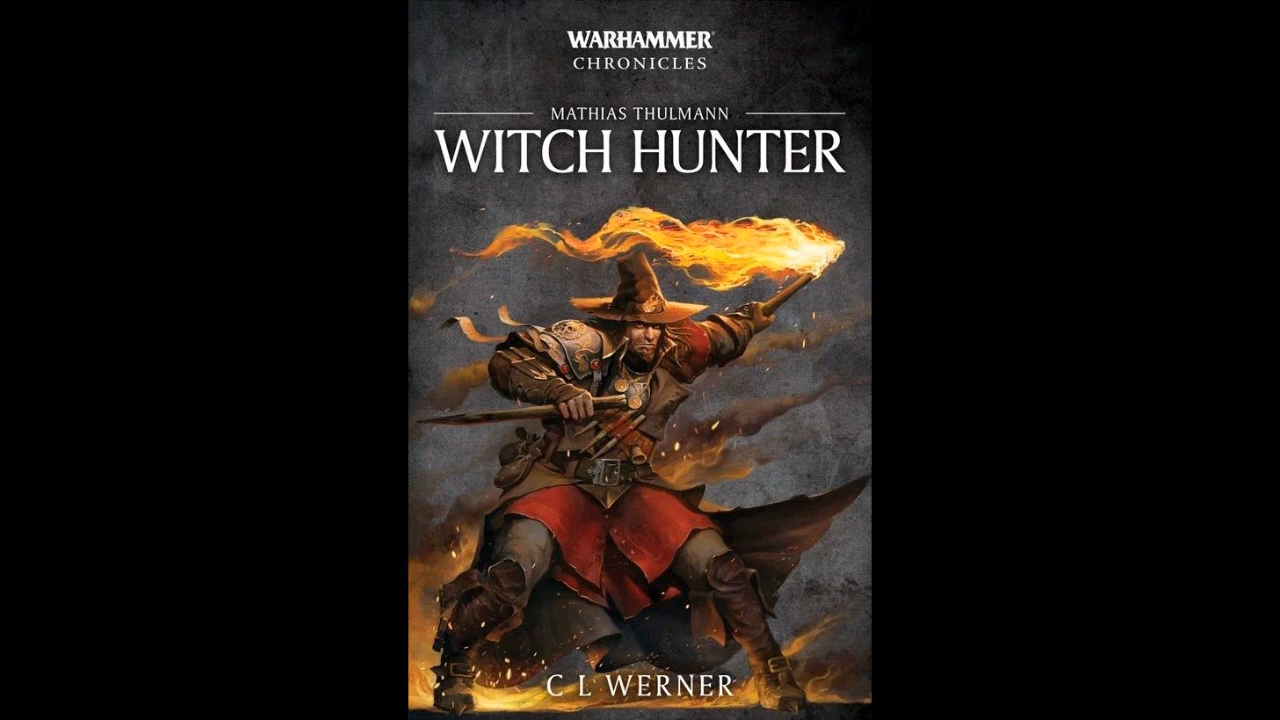 WARHAMMER
CHRONICLES
MATHIAS THULMANN
WITCH HUNTER
C L WERNER